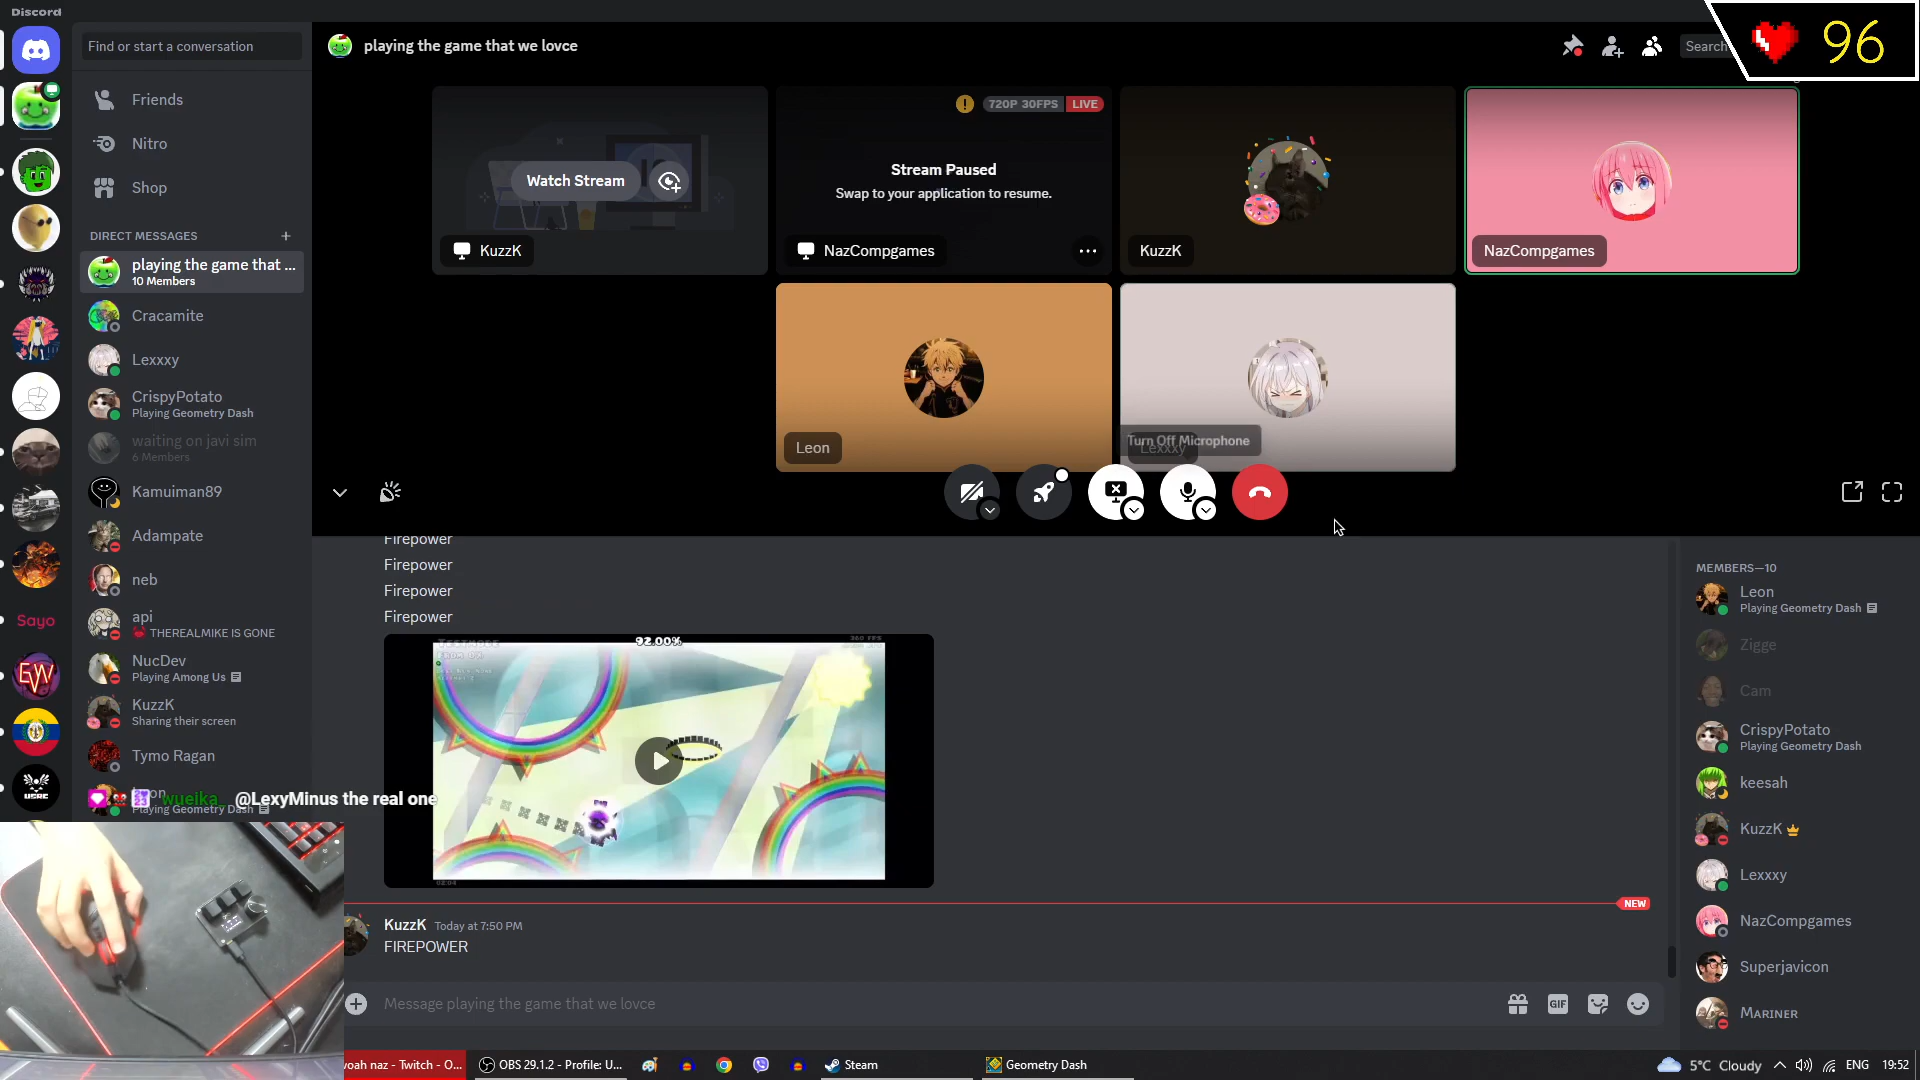 Discord
Find or start a conversation
playing the game that we lovce
Search
96
Friends
Nitro
Shop
DIRECT MESSAGES
playing the game that ...
10 Members
Cracamite
Lexxxy
CrispyPotato
Playing Geometry Dash
waiting on javi sim
6 Members
Kamuiman89
Adampate
neb
api
THEREALMIKE IS GONE
NucDev
Playing Among Us
KuzzK
Sharing their screen
Tymo Ragan
Playing Geometry Dash
Sayo
EW
Watch Stream
KuzzK
720P 30FPS LIVE
Stream Paused
Swap to your application to resume.
NazCompgames
KuzzK
NazCompgames
Leon
Turn Off Microphone
Lexxxy
Firepower
Firepower
Firepower
Firepower
92.00%
360 FPS
NEW
KuzzK Today at 7:50 PM
FIREPOWER
Message playing the game that we lovce
GIF
wueika_ @LexyMinus the real one
MEMBERS—10
Leon
Playing Geometry Dash
Zigge
Cam
CrispyPotato
Playing Geometry Dash
keesah
KuzzK
Lexxxy
NazCompgames
Superjavicon
MARINER
woah naz - Twitch - O...
OBS 29.1.2 - Profile: U...
Steam
Geometry Dash
5°C Cloudy
ENG
19:52